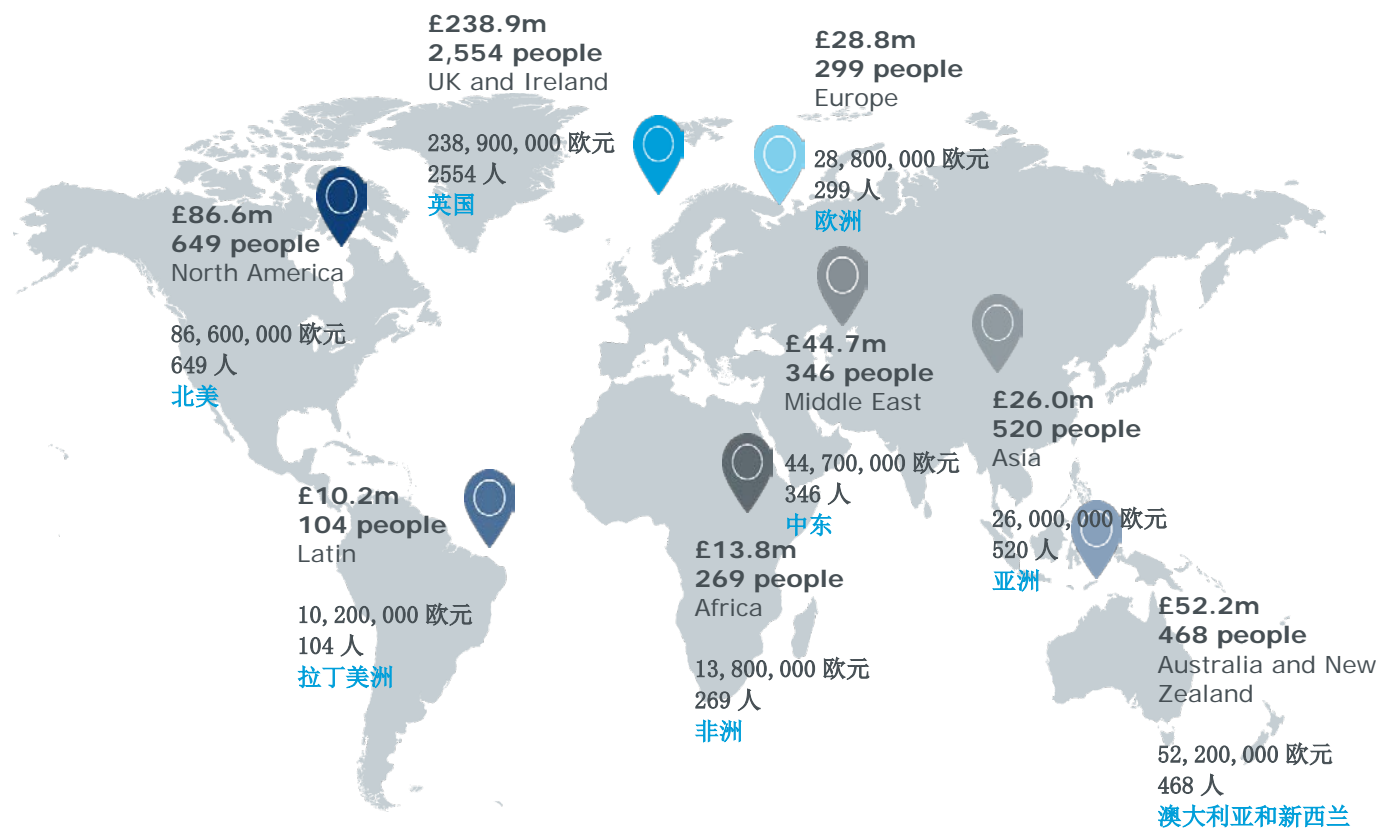 £238.9m
2,554 people
UK and Ireland
238,900,000 欧元
2554 人
英国
£28.8m
299 people
Europe
28,800,000 欧元
299 人
欧洲
£86.6m
649 people
North America
86,600,000 欧元
649 人
北美
£44.7m
346 people
Middle East
44,700,000 欧元
346 人
中东
£26.0m
520 people
Asia
26,000,000 欧元
520 人
亚洲
£10.2m
104 people
Latin
10,200,000 欧元
104 人
拉丁美洲
£13.8m
269 people
Africa
13,800,000 欧元
269 人
非洲
£52.2m
468 people
Australia and New
Zealand
52,200,000 欧元
468 人
澳大利亚和新西兰